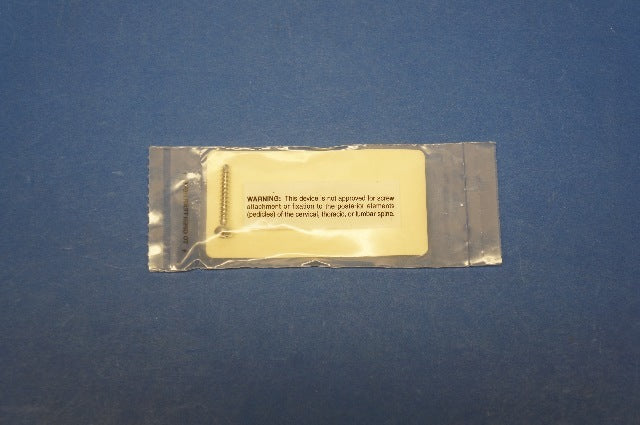 WARNING: This device is not approved for screw
attachment or fixation to the posterior elements
(pedicles) of the cervical, thoracic, or lumbar spine.